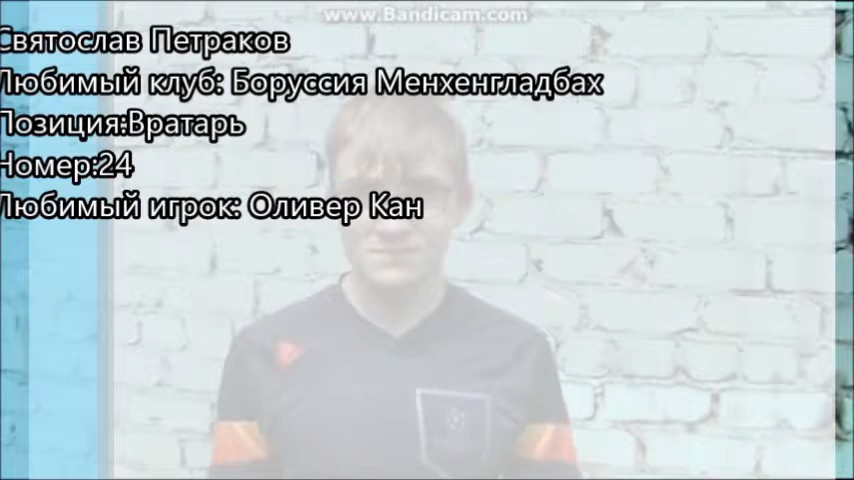 www.Bandicam.com
Святослав Петраков
Любимый клуб: Боруссия Менхенгладбах
Позиция:Вратарь
Номер:24
Любимый игрок: Оливер Кан